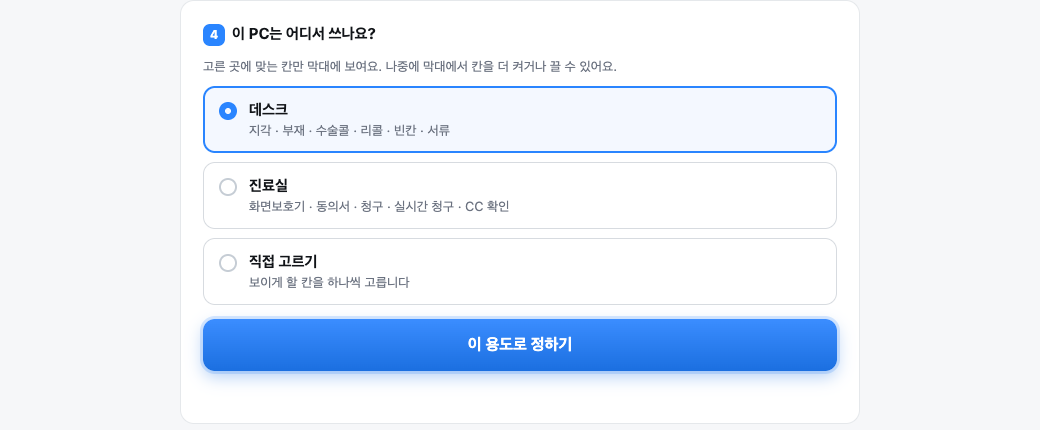 4 이 PC는 어디서 쓰나요?
고른 곳에 맞는 칸만 막대에 보여요. 나중에 막대에서 칸을 더 켜거나 끌 수 있어요.
데스크
지각 · 부재 · 수술콜 · 리콜 · 빈칸 · 서류
진료실
화면보호기 · 동의서 · 청구 · 실시간 청구 · CC 확인
직접 고르기
보이게 할 칸을 하나씩 고릅니다
이 용도로 정하기